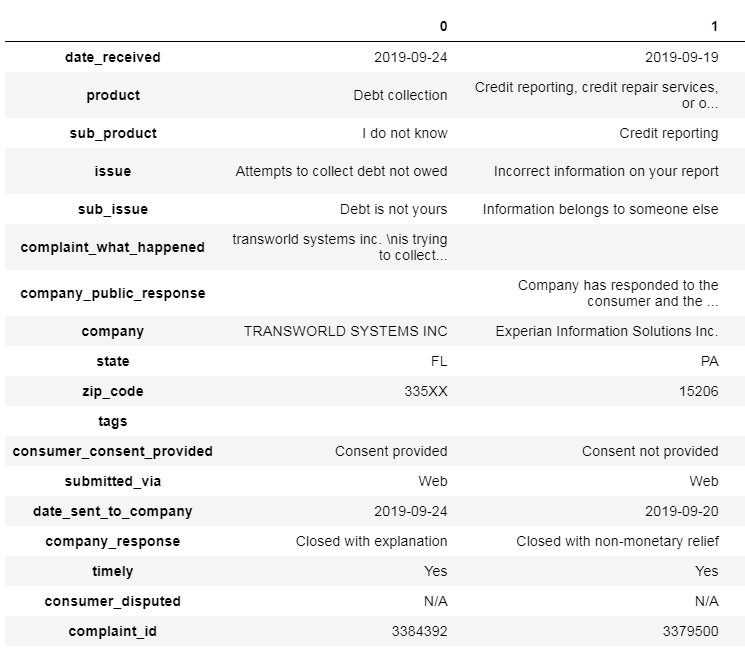 0 1
date_received 2019-09-24 2019-09-19
product Debt collection Credit reporting, credit repair services,
or o...
sub_product I do not know Credit reporting
issue Attempts to collect debt not owed Incorrect information on your report
sub_issue Debt is not yours Information belongs to someone else
complaint_what_happened transworld systems inc. \nis trying
to collect...
company_public_response Company has responded to the
consumer and the ...
company TRANSWORLD SYSTEMS INC Experian Information Solutions Inc.
state FL PA
zip_code 335XX 15206
tags
consumer_consent_provided Consent provided Consent not provided
submitted_via Web Web
date_sent_to_company 2019-09-24 2019-09-20
company_response Closed with explanation Closed with non-monetary relief
timely Yes Yes
consumer_disputed N/A N/A
complaint_id 3384392 3379500